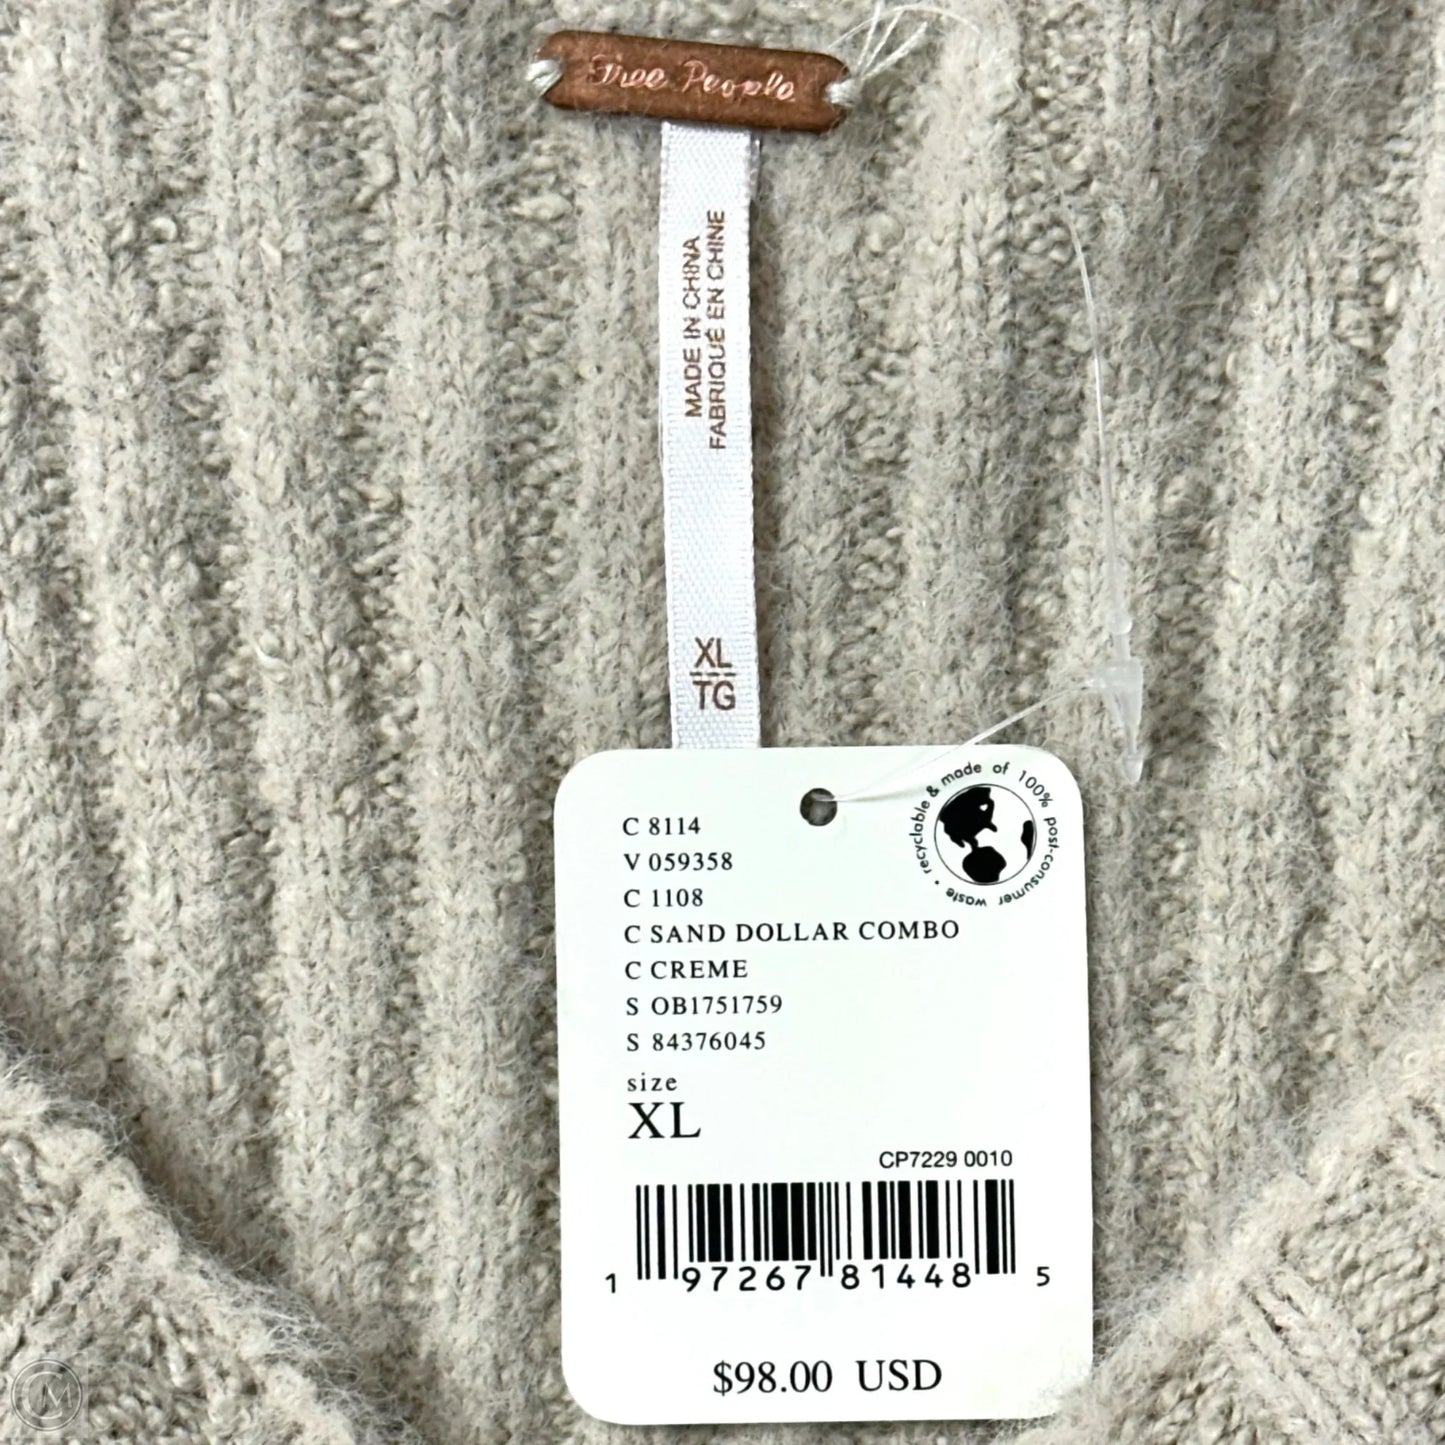 Free People
MADE IN CHINA
FABRIQUÉ EN CHINE
XL
TG
recyclable & made of 100% post-consumer waste •
C 8114
V 059358
C 1108
C SAND DOLLAR COMBO
C CREME
S OB1751759
S 84376045
size
XL
CP7229 0010
1 97267 81448 5
$98.00 USD
CM